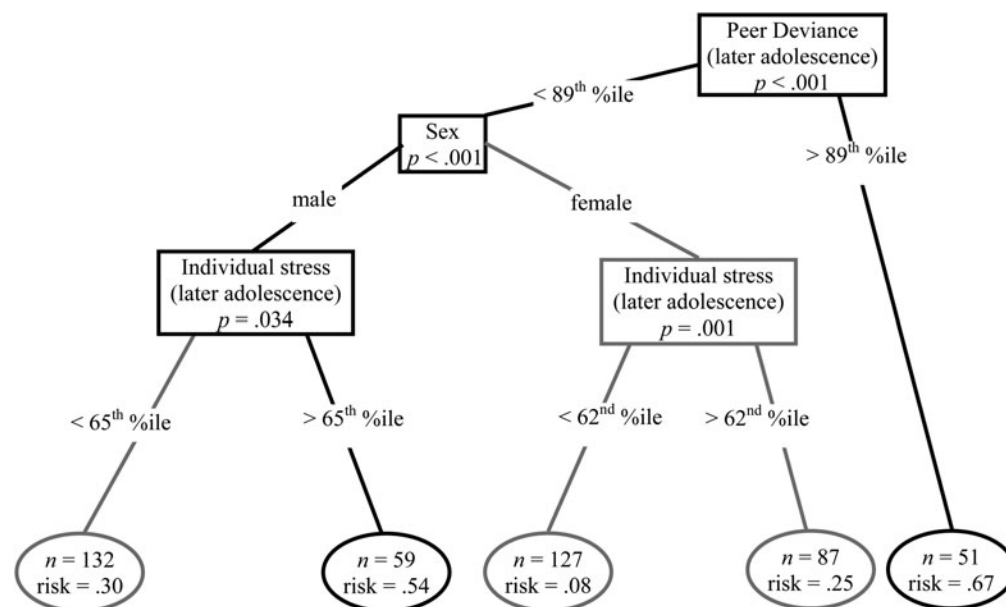 Peer Deviance
(later adolescence)
p < .001
< 89th %ile
Sex
p < .001
> 89th %ile
male
female
Individual stress
(later adolescence)
p = .034
Individual stress
(later adolescence)
p = .001
< 65th %ile
> 65th %ile
< 62nd %ile
> 62nd %ile
n = 132
risk = .30
n = 59
risk = .54
n = 127
risk = .08
n = 87
risk = .25
n = 51
risk = .67